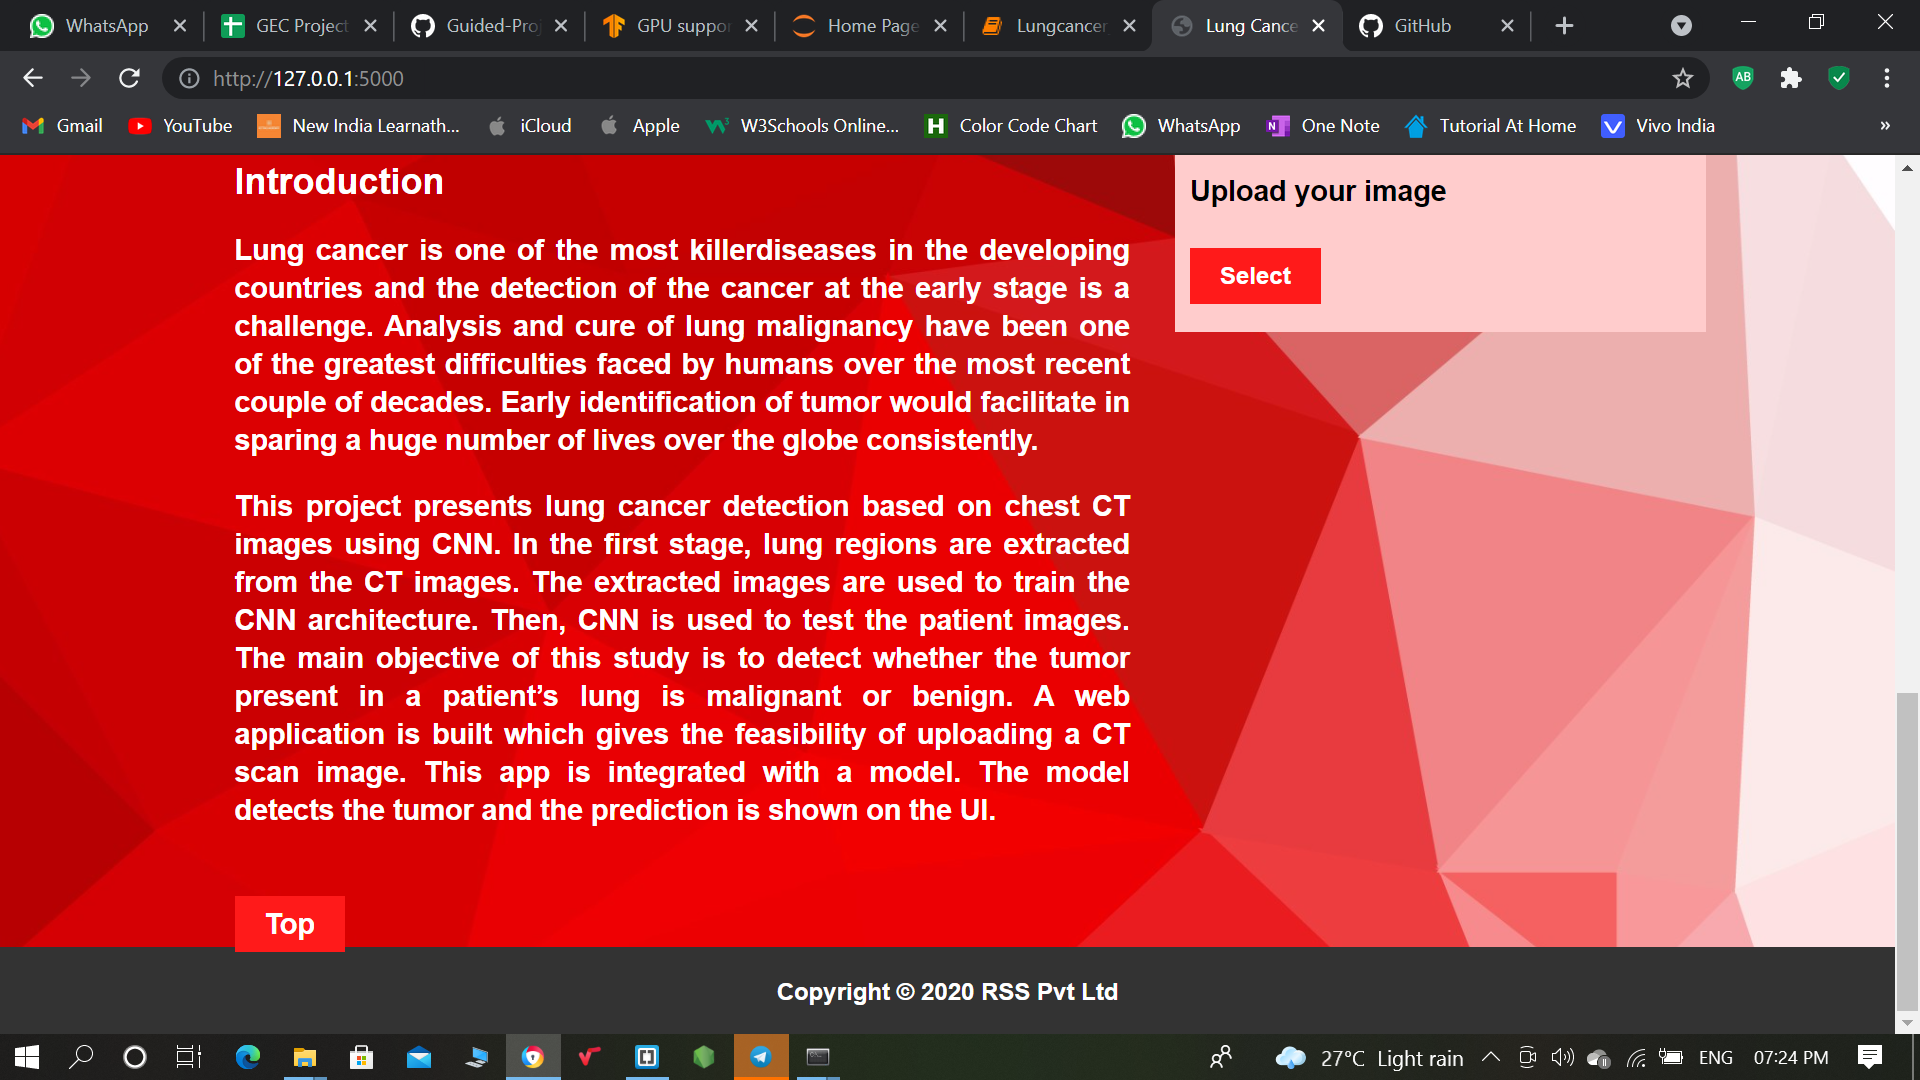 WhatsApp
GEC Project
Guided-Proj
GPU suppor
Home Page
Lungcancer
Lung Cance
GitHub
http://127.0.0.1:5000
AB
Gmail
YouTube
New India Learnath...
iCloud
Apple
W3Schools Online...
H
Color Code Chart
WhatsApp
N
One Note
Tutorial At Home
Vivo India
»
Introduction
Lung cancer is one of the most killerdiseases in the developing
countries and the detection of the cancer at the early stage is a
challenge. Analysis and cure of lung malignancy have been one
of the greatest difficulties faced by humans over the most recent
couple of decades. Early identification of tumor would facilitate in
sparing a huge number of lives over the globe consistently.
This project presents lung cancer detection based on chest CT
images using CNN. In the first stage, lung regions are extracted
from the CT images. The extracted images are used to train the
CNN architecture. Then, CNN is used to test the patient images.
The main objective of this study is to detect whether the tumor
present in a patient’s lung is malignant or benign. A web
application is built which gives the feasibility of uploading a CT
scan image. This app is integrated with a model. The model
detects the tumor and the prediction is shown on the UI.
Upload your image
Select
Top
Copyright © 2020 RSS Pvt Ltd
27°C Light rain
ENG
07:24 PM